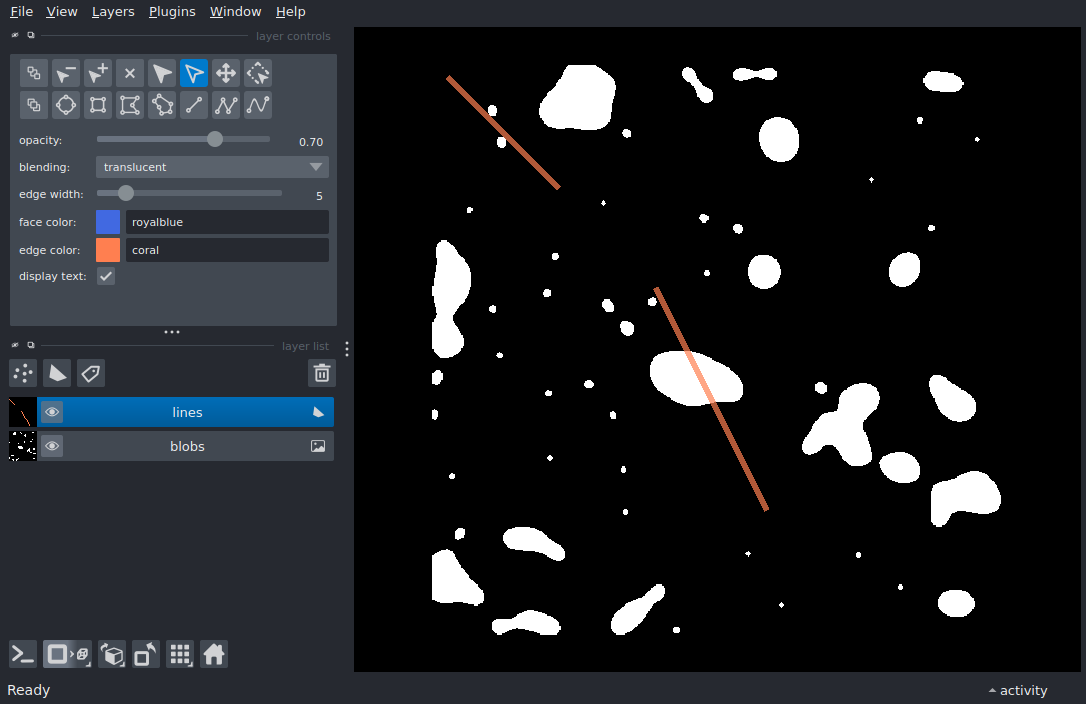 File View Layers Plugins Window Help
layer controls
opacity: 0.70
blending: translucent
edge width: 5
face color: royalblue
edge color: coral
display text:
layer list
lines
blobs
Ready
activity